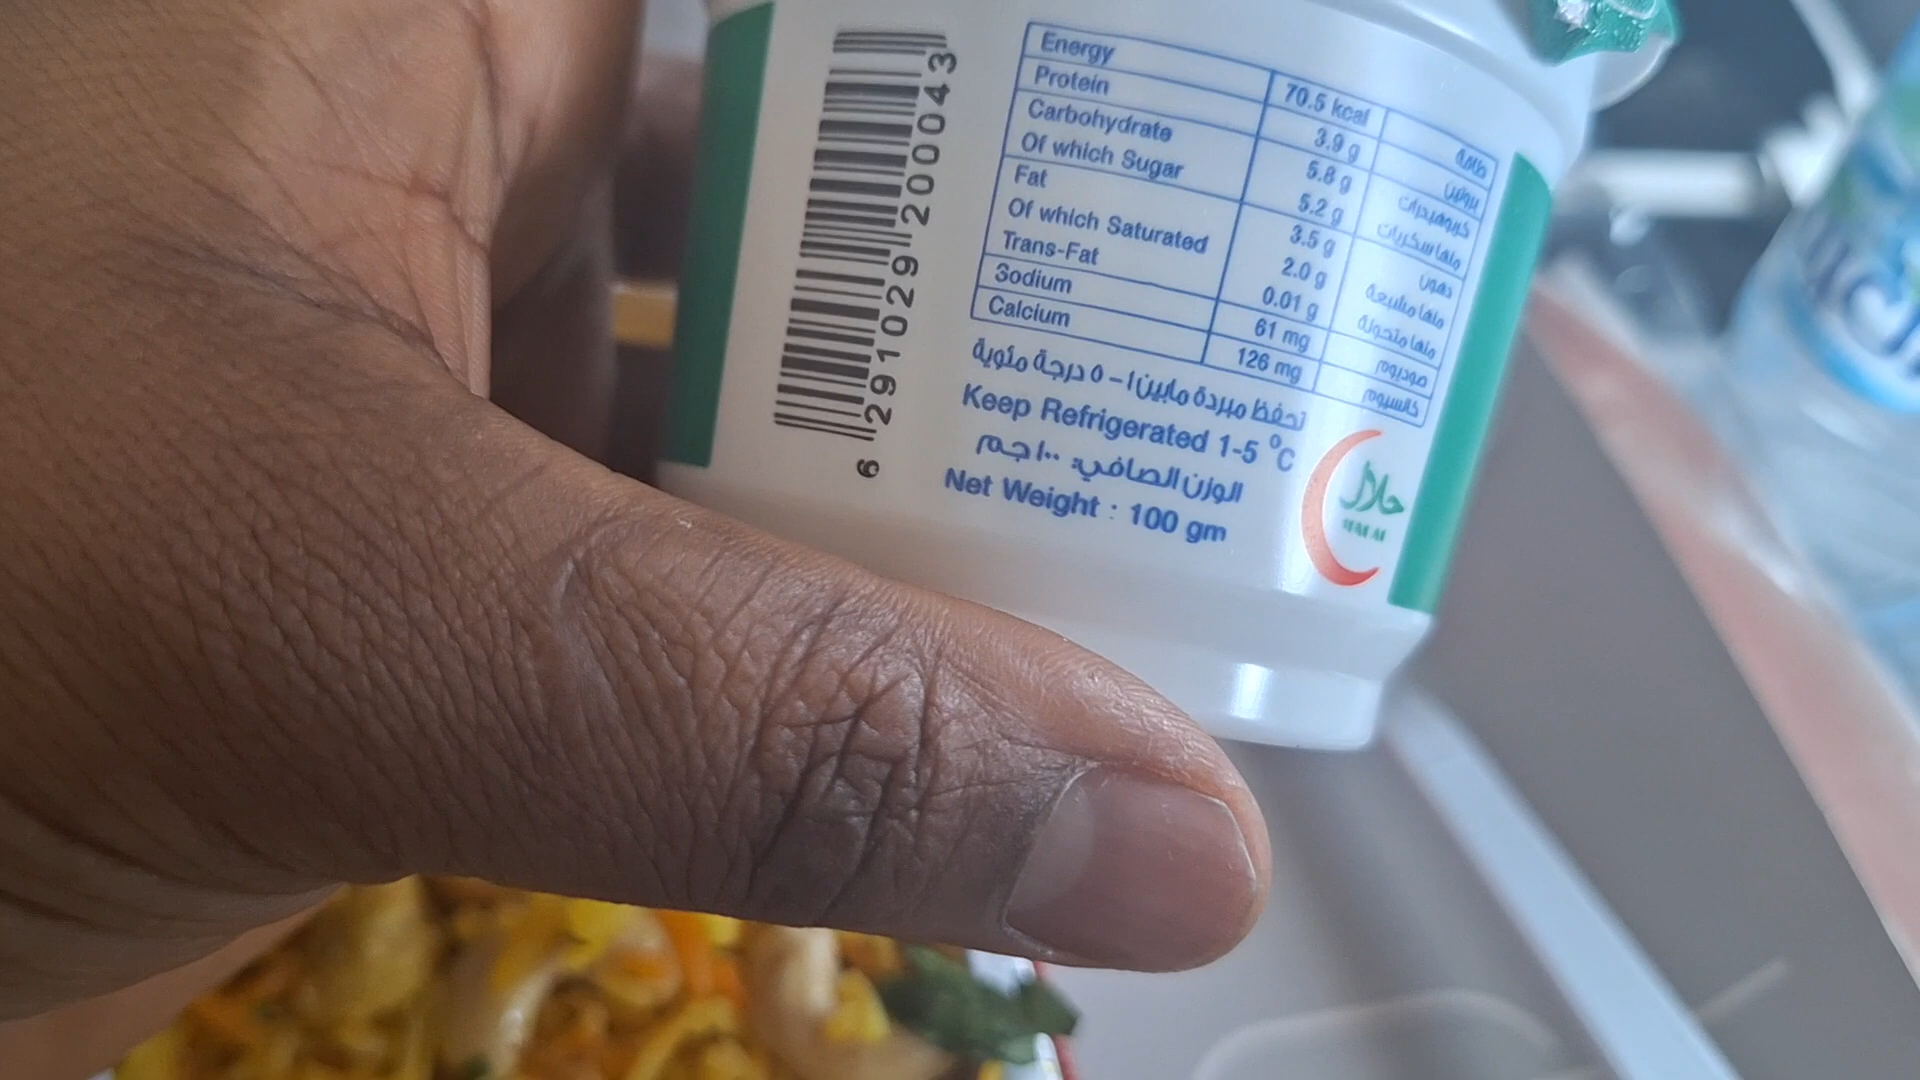 6 291029 200043
Energy 70.5 kcal طاقة
Protein 3.9 g بروتين
Carbohydrate 5.8 g كربوهيدرات
Of which Sugar 5.2 g منها سكريات
Fat 3.5 g دهون
Of which Saturated 2.0 g منها مشبعة
Trans-Fat 0.01 g منها متحولة
Sodium 61 mg صوديوم
Calcium 126 mg كالسيوم
تحفظ مبردة مابين ١ - ٥ درجة مئوية
Keep Refrigerated 1-5 °C
الوزن الصافي: ١٠٠ جم
Net Weight : 100 gm
حلال
HALAL